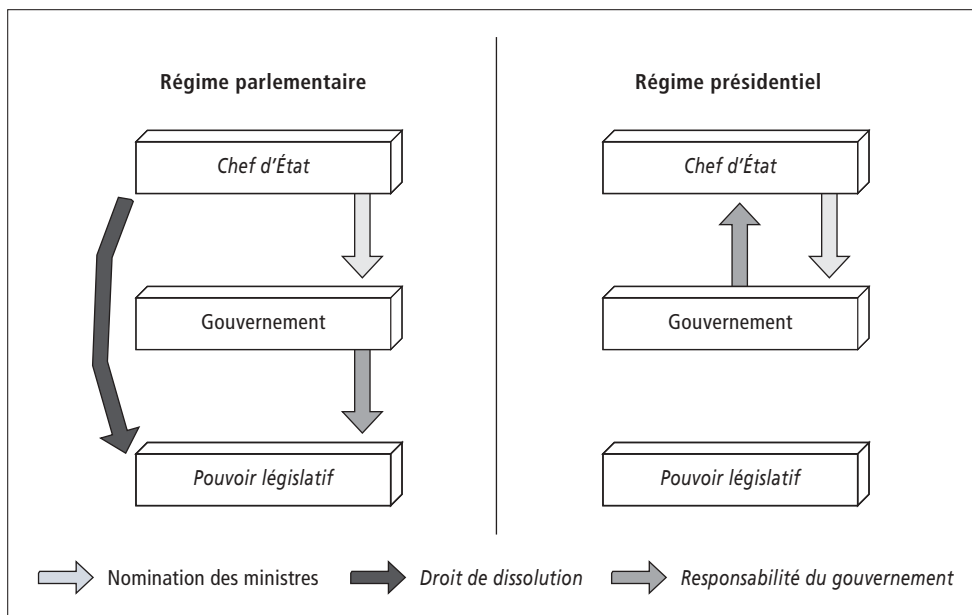 Régime parlementaire
Chef d'État
Gouvernement
Pouvoir législatif
Régime présidentiel
Chef d'État
Gouvernement
Pouvoir législatif
Nomination des ministres
Droit de dissolution
Responsabilité du gouvernement